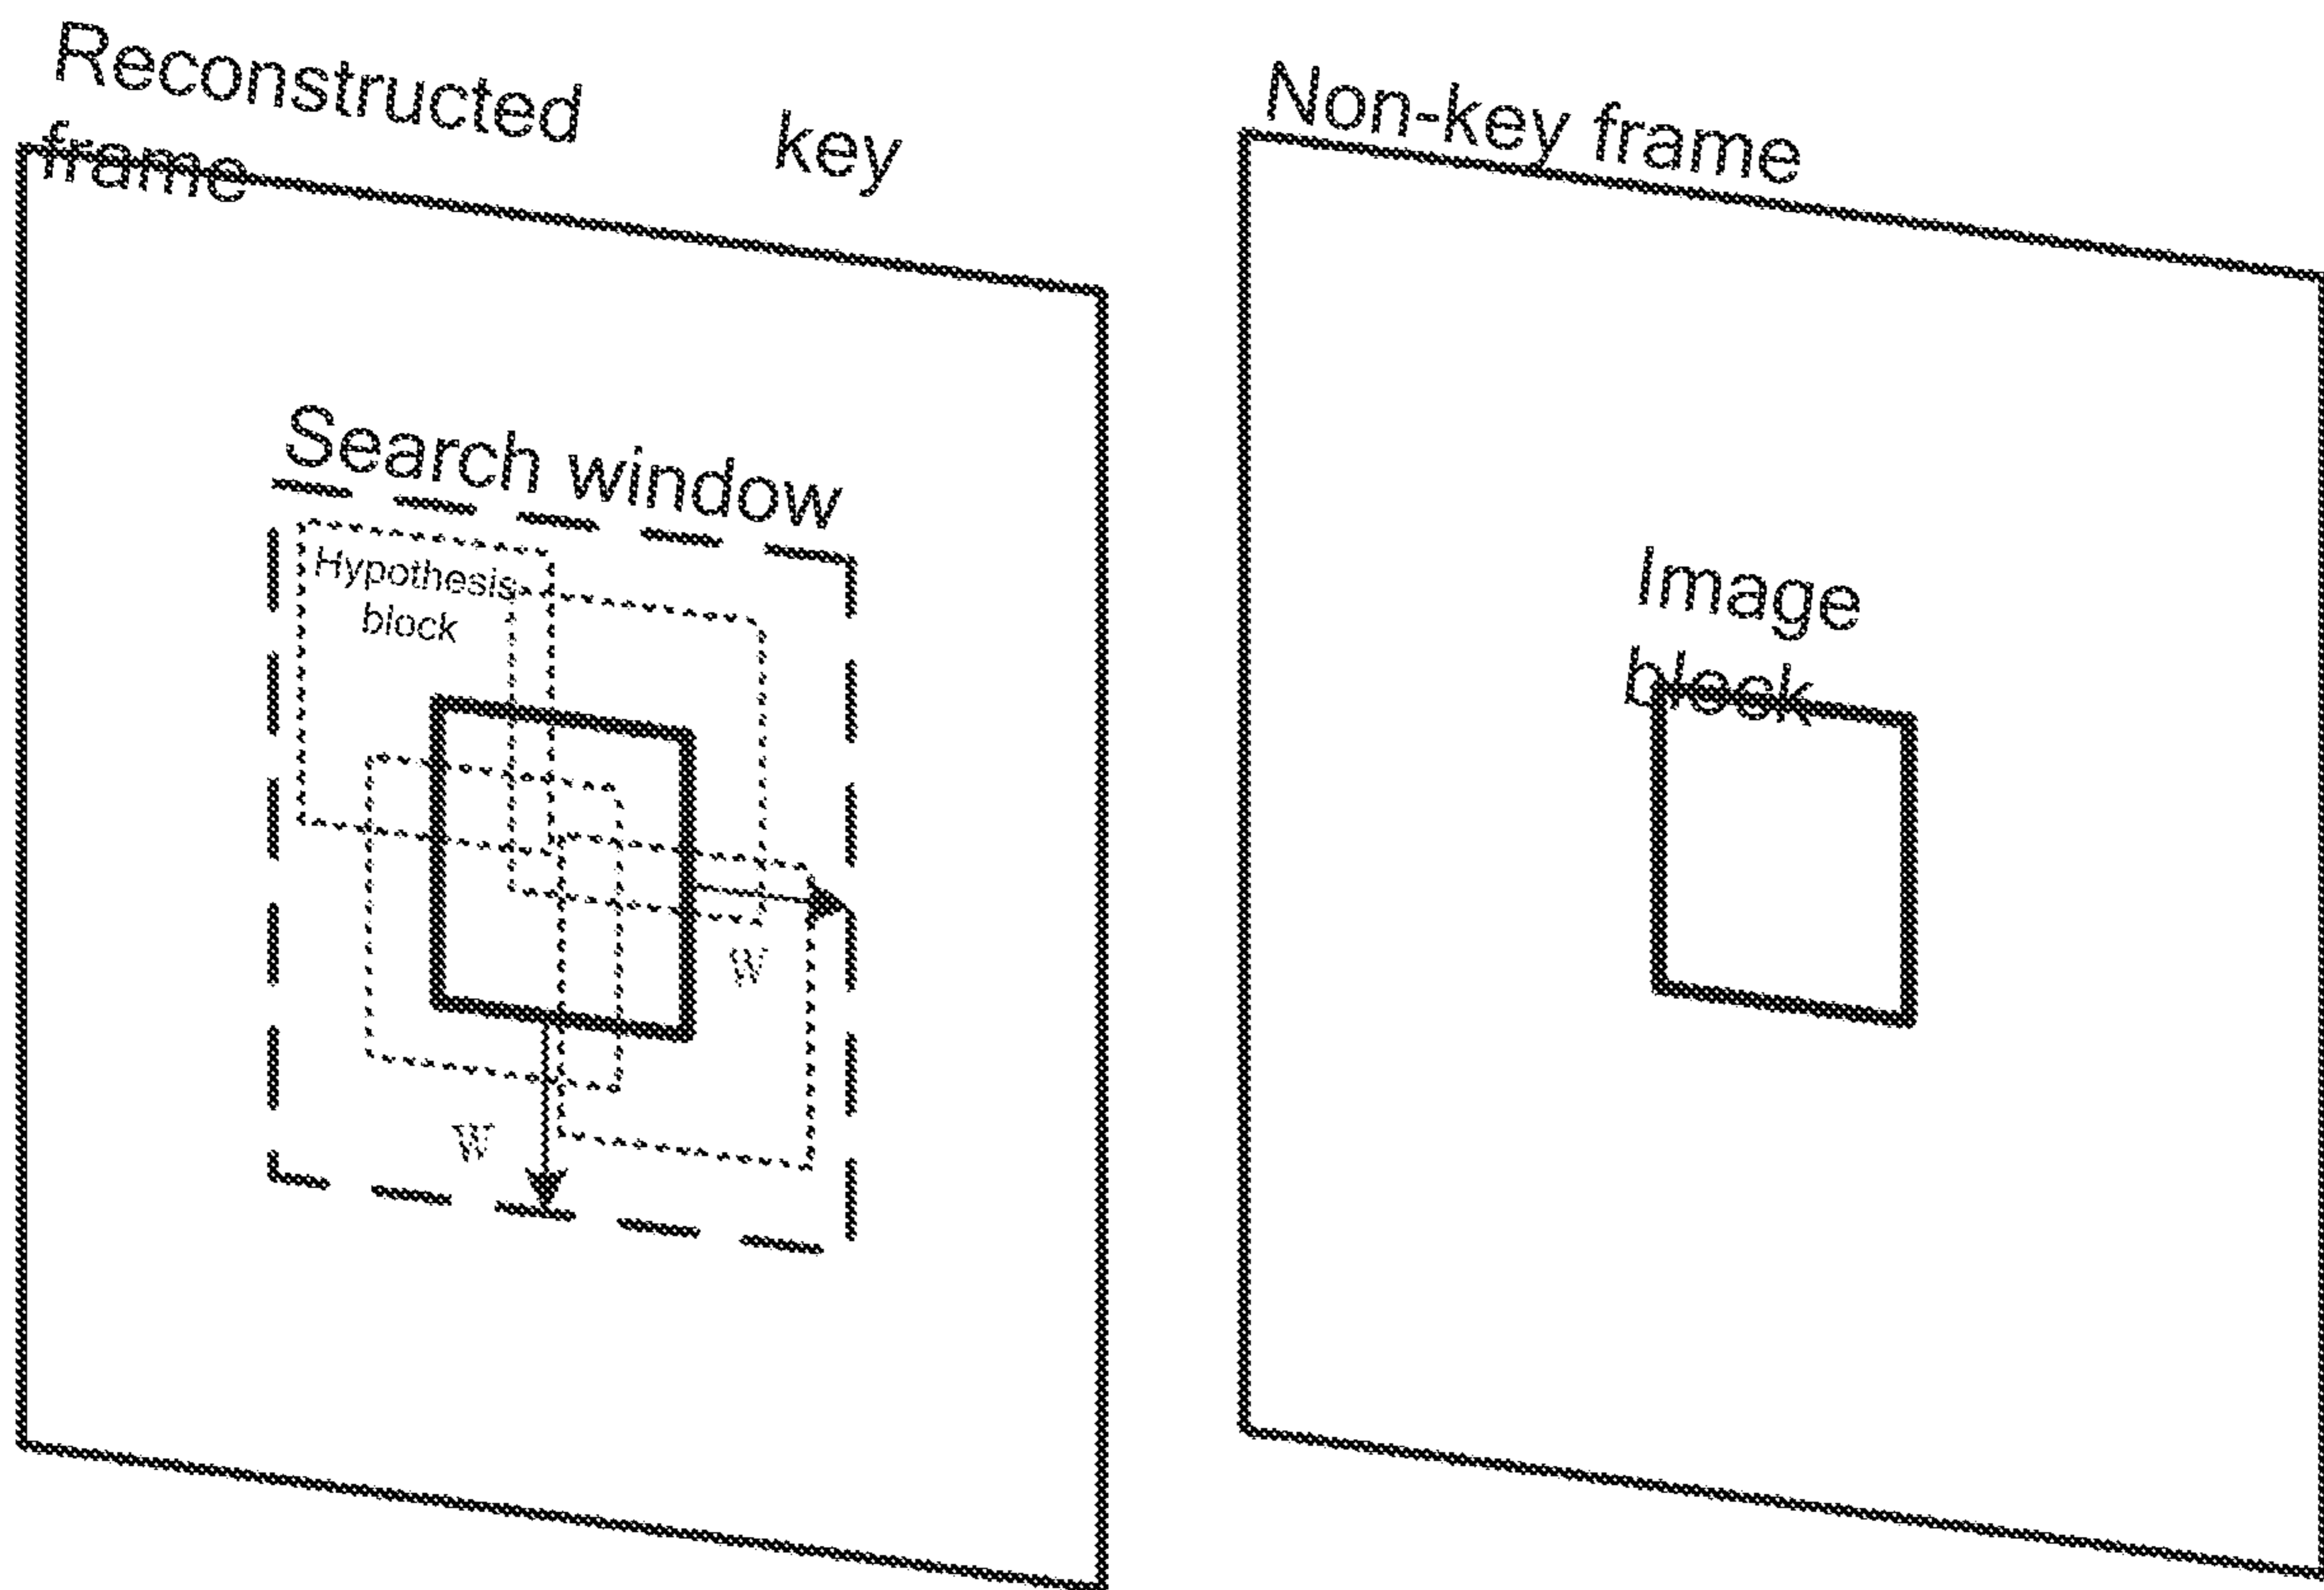 Reconstructed key
frame
Non-key frame
Search window
Hypothesis
block
W
W
Image
block